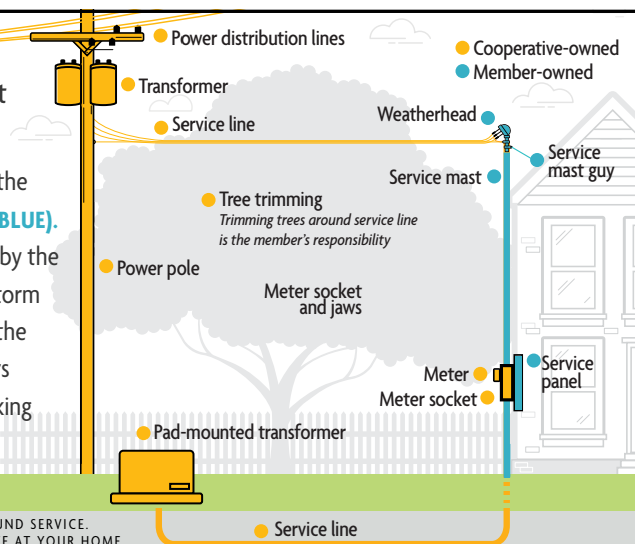 Power distribution lines
Cooperative-owned
Member-owned
Transformer
Service line
Weatherhead
Service
mast guy
Service mast
Tree trimming
Trimming trees around service line
is the member's responsibility
Power pole
Meter socket
and jaws
Meter
Meter socket
Service
panel
Pad-mounted transformer
Service line
the
BLUE).
by the
the
UND SERVICE.
AT YOUR HOME